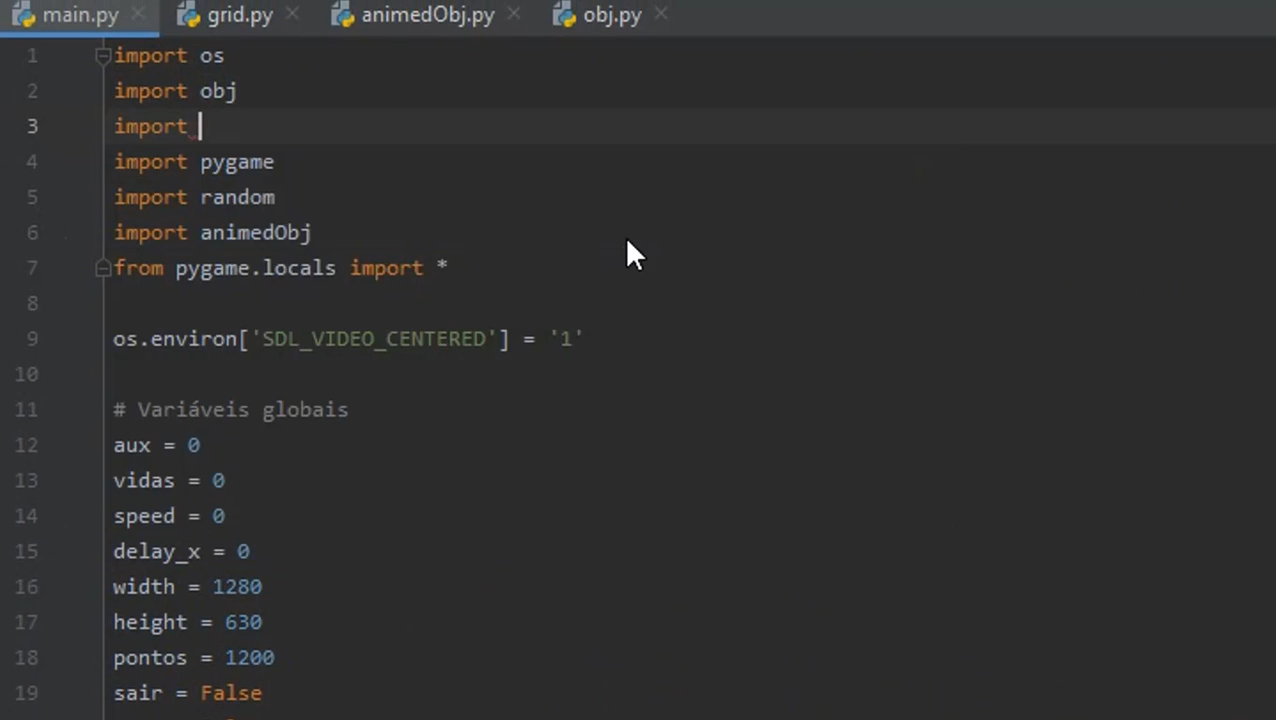 main.py grid.py animedObj.py obj.py
1 import os
2 import obj
3 import
4 import pygame
5 import random
6 import animedObj
7 from pygame.locals import *
8
9 os.environ['SDL_VIDEO_CENTERED'] = '1'
10
11 # Variáveis globais
12 aux = 0
13 vidas = 0
14 speed = 0
15 delay_x = 0
16 width = 1280
17 height = 630
18 pontos = 1200
19 sair = False